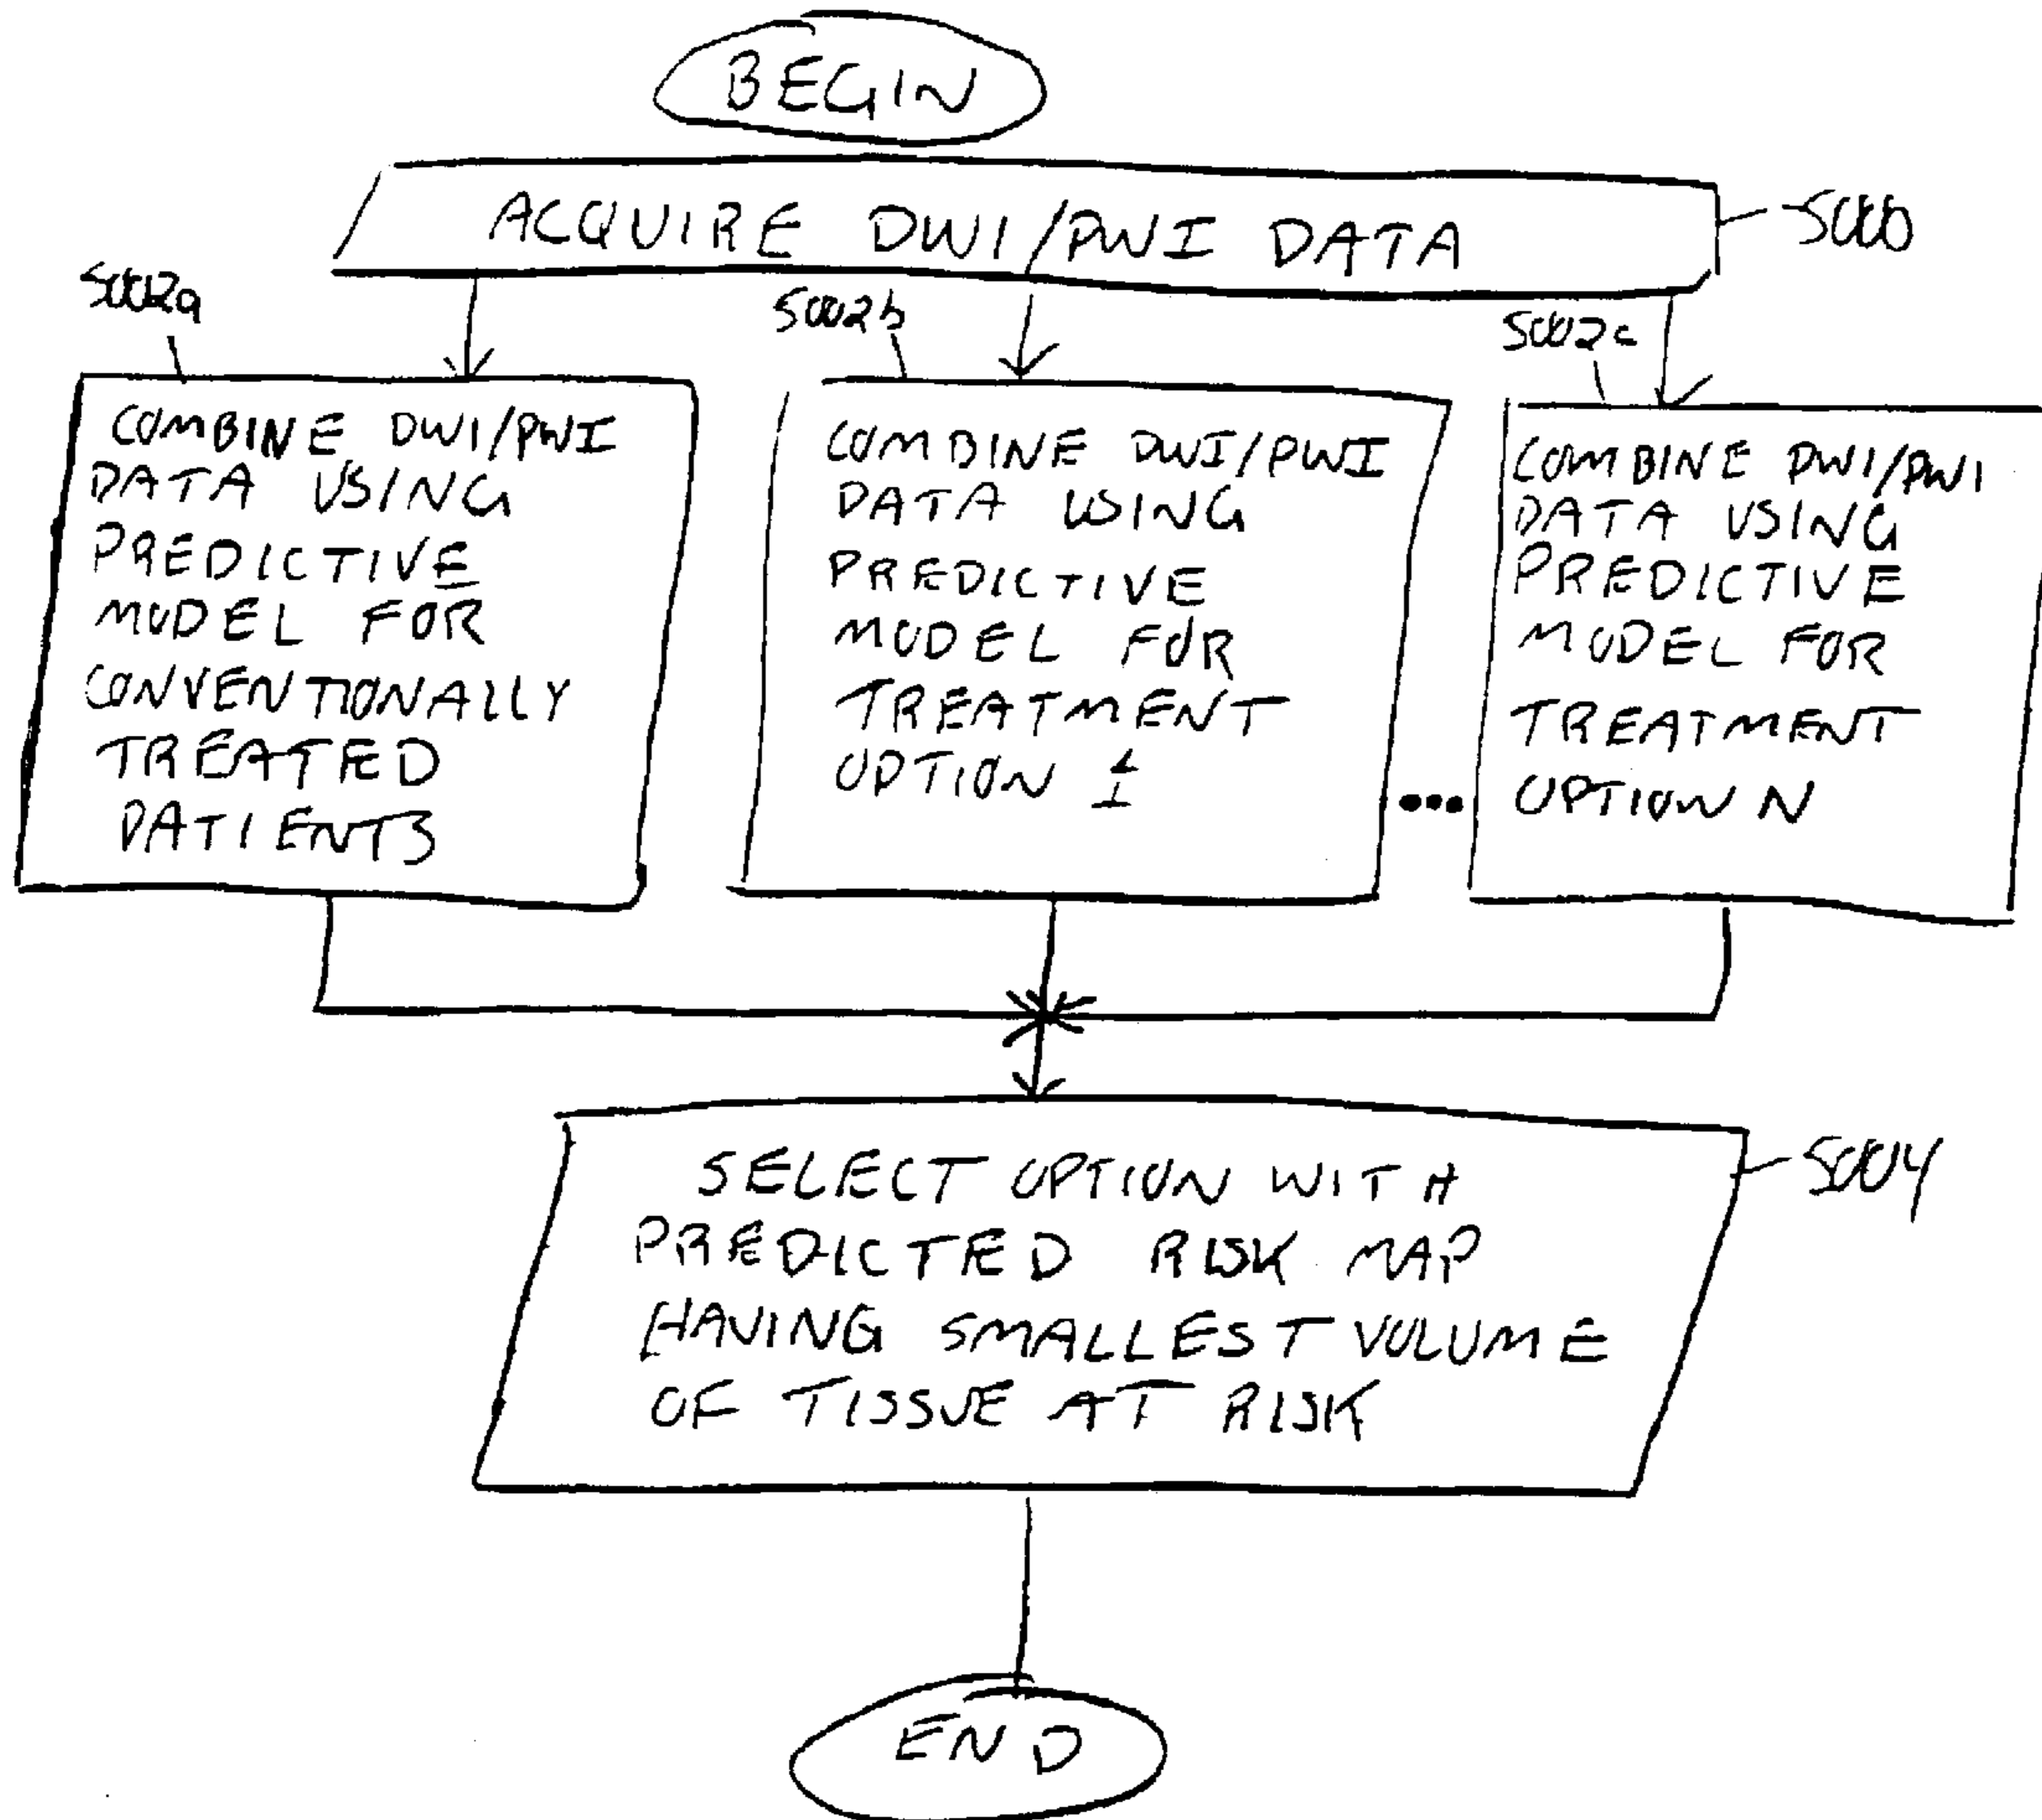 BEGIN
ACQUIRE DWI/PWI DATA
5000
5002a
5002b
5002c
COMBINE DWI/PWI
DATA USING
PREDICTIVE
MODEL FOR
CONVENTIONALLY
TREATED
PATIENTS
COMBINE DWI/PWI
DATA USING
PREDICTIVE
MODEL FOR
TREATMENT
OPTION 1
...
COMBINE DWI/PWI
DATA USING
PREDICTIVE
MODEL FOR
TREATMENT
OPTION N
SELECT OPTION WITH
PREDICTED RISK MAP
HAVING SMALLEST VOLUME
OF TISSUE AT RISK
5004
END